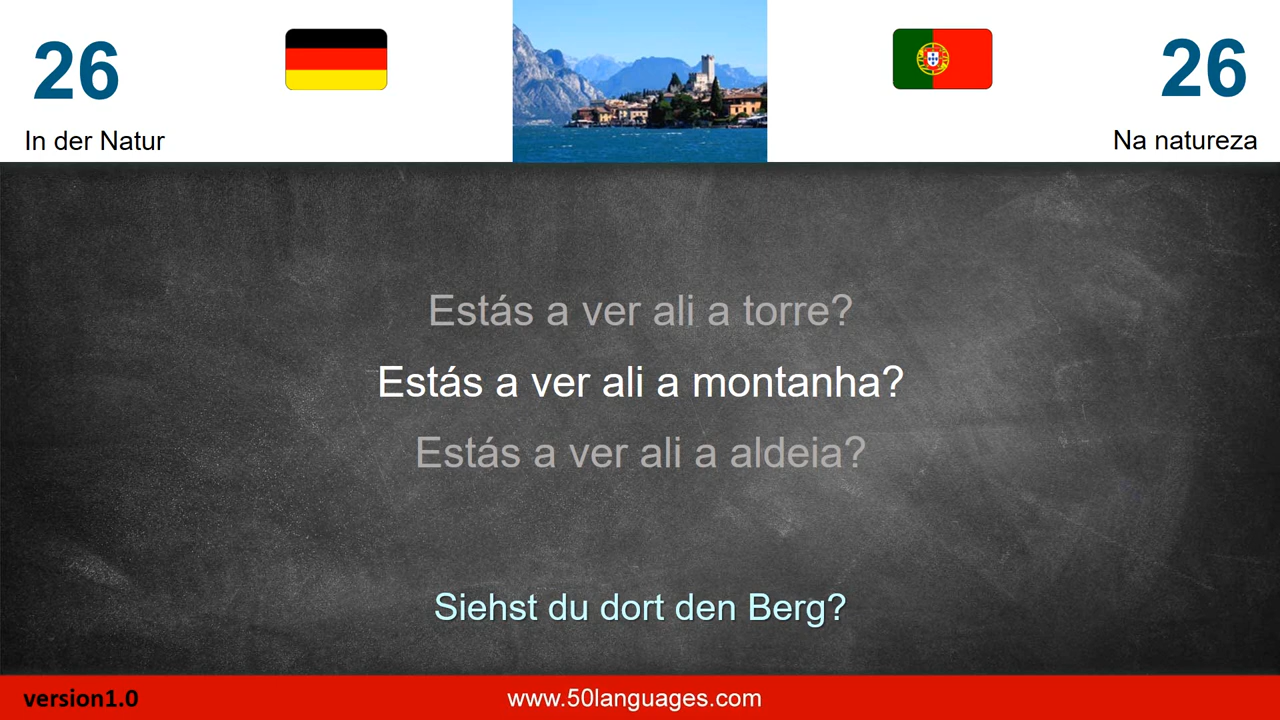 26
In der Natur
26
Na natureza
Estás a ver ali a torre?
Estás a ver ali a montanha?
Estás a ver ali a aldeia?
Siehst du dort den Berg?
version1.0
www.50languages.com